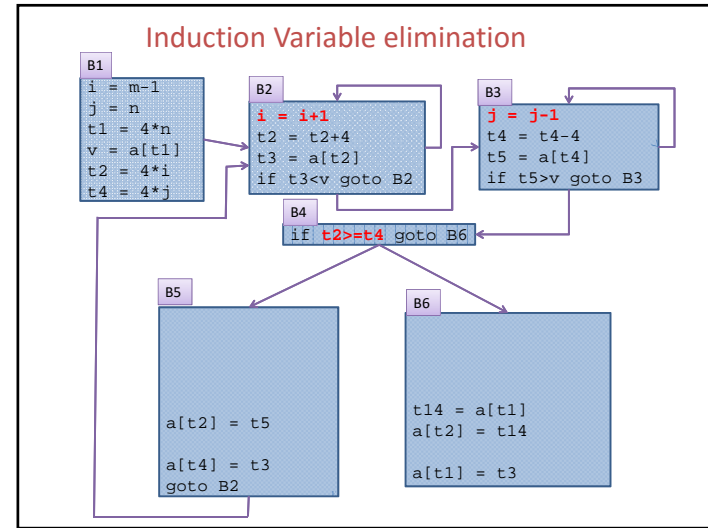 Induction Variable elimination
B1
i = m-1
j = n
t1 = 4*n
v = a[t1]
t2 = 4*i
t4 = 4*j
B2
i = i+1
t2 = t2+4
t3 = a[t2]
if t3<v goto B2
B3
j = j-1
t4 = t4-4
t5 = a[t4]
if t5>v goto B3
B4
if t2>=t4 goto B6
B5
a[t2] = t5
a[t4] = t3
goto B2
B6
t14 = a[t1]
a[t2] = t14
a[t1] = t3